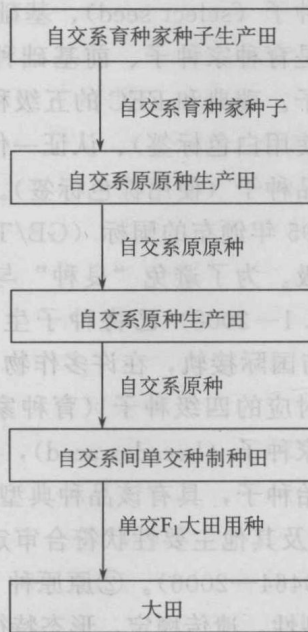 自交系育种家种子生产田
自交系育种家种子
自交系原原种生产田
自交系原原种
自交系原种生产田
自交系原种
自交系间单交种制种田
单交F₁大田用种
大田